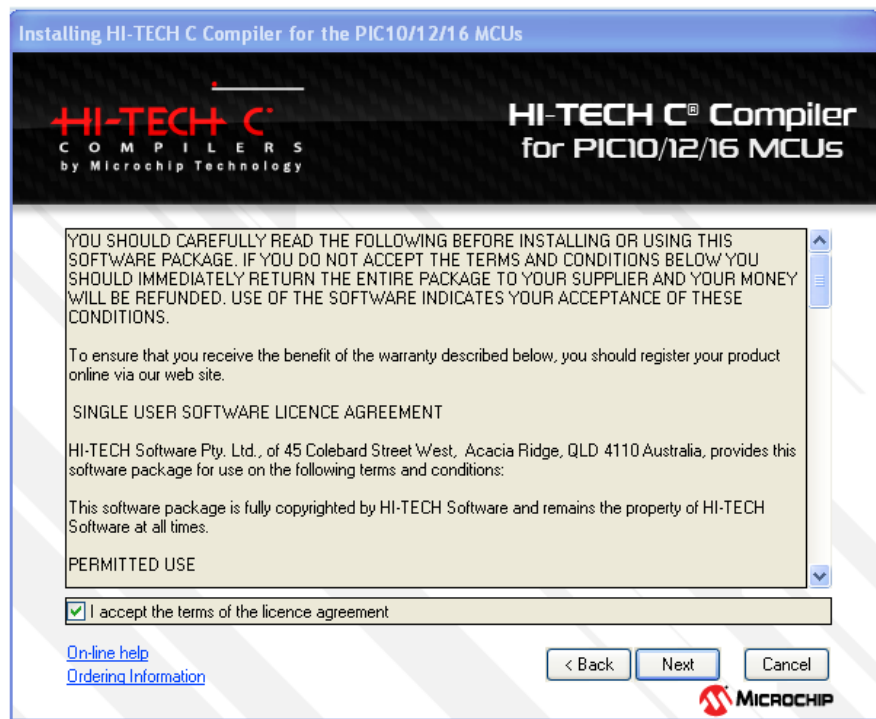 Installing HI-TECH C Compiler for the PIC10/12/16 MCUs
HI-TECH C
COMPILERS
by Microchip Technology
HI-TECH C® Compiler
for PIC10/12/16 MCUs
YOU SHOULD CAREFULLY READ THE FOLLOWING BEFORE INSTALLING OR USING THIS
SOFTWARE PACKAGE. IF YOU DO NOT ACCEPT THE TERMS AND CONDITIONS BELOW YOU
SHOULD IMMEDIATELY RETURN THE ENTIRE PACKAGE TO YOUR SUPPLIER AND YOUR MONEY
WILL BE REFUNDED. USE OF THE SOFTWARE INDICATES YOUR ACCEPTANCE OF THESE
CONDITIONS.
To ensure that you receive the benefit of the warranty described below, you should register your product
online via our web site.
SINGLE USER SOFTWARE LICENCE AGREEMENT
HI-TECH Software Pty. Ltd., of 45 Colebard Street West, Acacia Ridge, QLD 4110 Australia, provides this
software package for use on the following terms and conditions:
This software package is fully copyrighted by HI-TECH Software and remains the property of HI-TECH
Software at all times.
PERMITTED USE
I accept the terms of the licence agreement
On-line help
Ordering Information
< Back
Next
Cancel
MICROCHIP